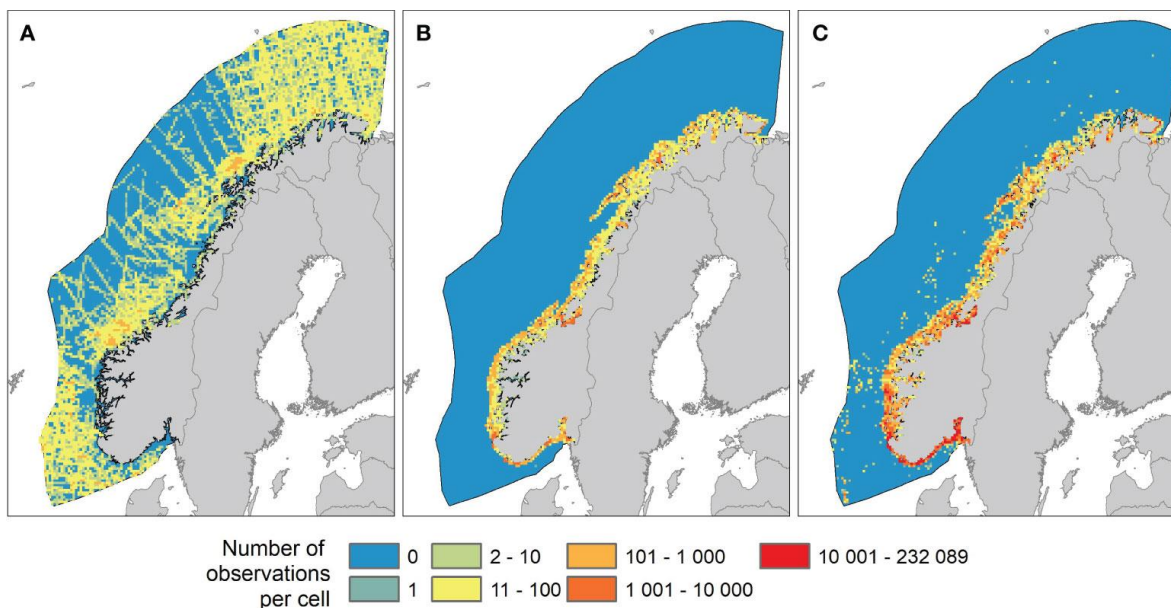 A
B
C
Number of
observations
per cell
0
2 - 10
101 - 1 000
10 001 - 232 089
1
11 - 100
1 001 - 10 000